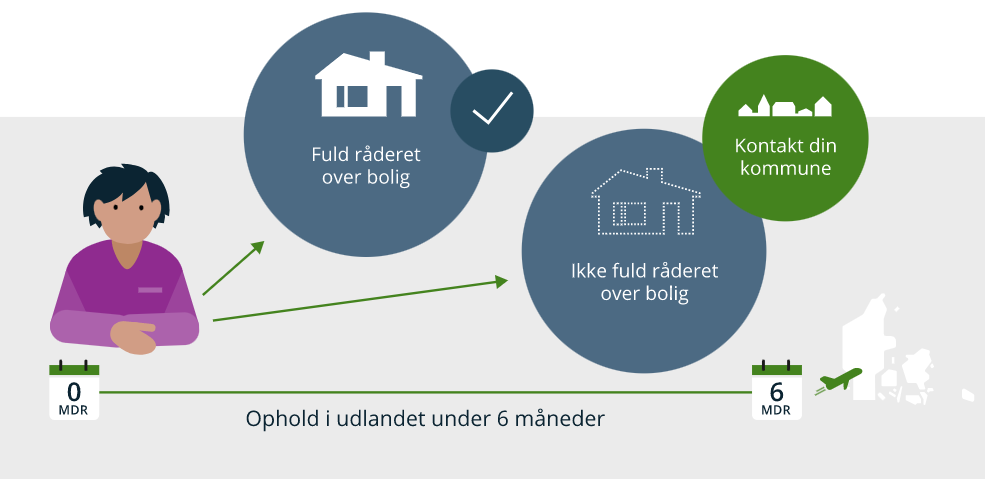 Fuld råderet
over bolig
Kontakt din
kommune
Ikke fuld råderet
over bolig
0
MDR
6
MDR
Ophold i udlandet under 6 måneder